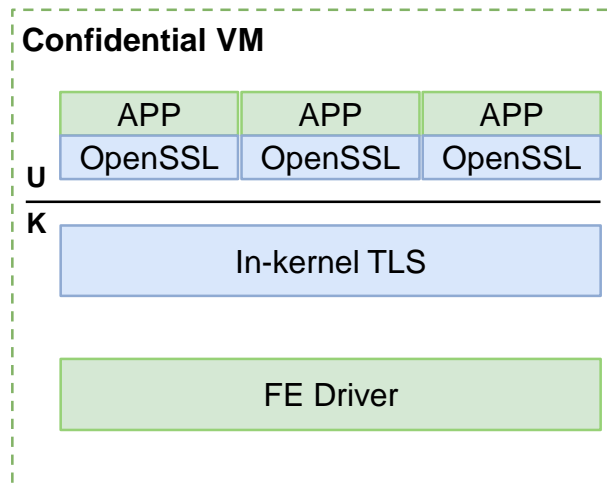 Confidential VM
APP APP APP
OpenSSL OpenSSL OpenSSL
U
K
In-kernel TLS
FE Driver